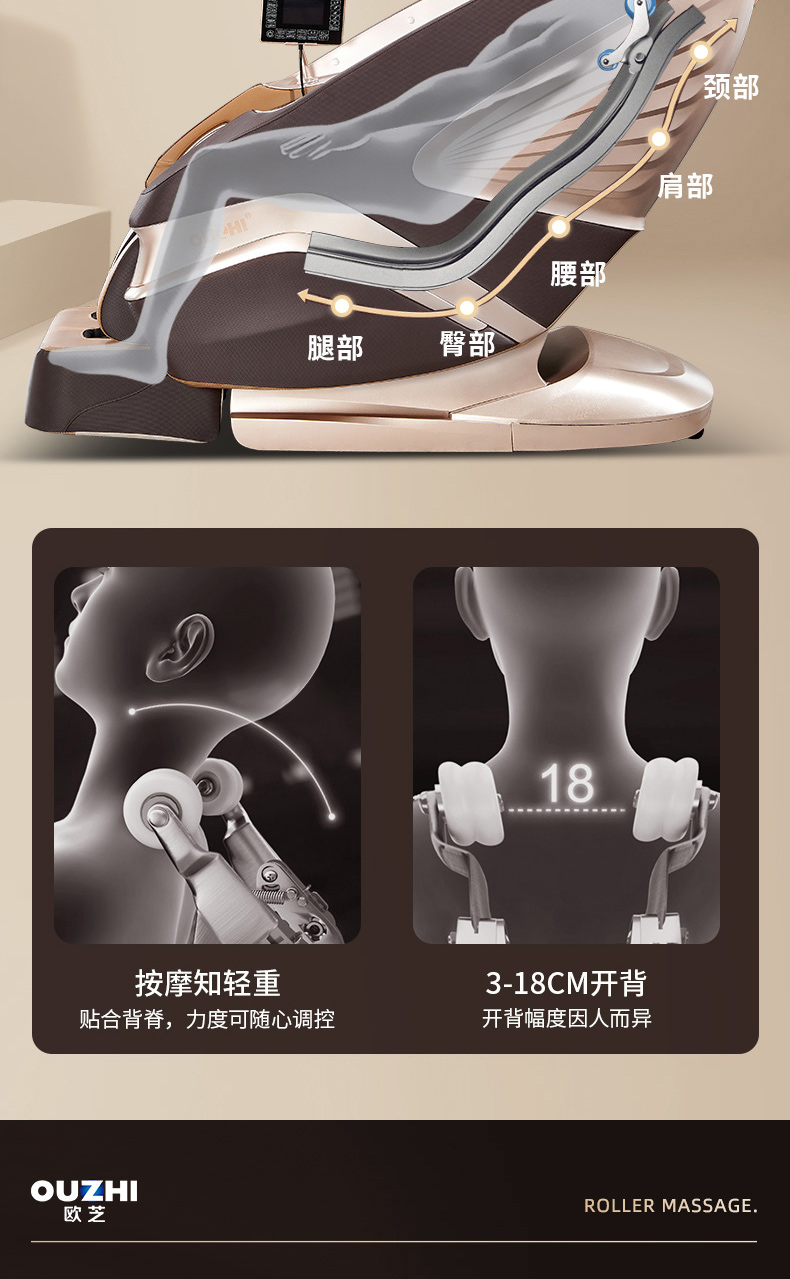 颈部
肩部
腰部
臀部
腿部
18
按摩知轻重
贴合背脊，力度可随心调控
3-18CM开背
开背幅度因人而异
OUZHI
欧芝
ROLLER MASSAGE.